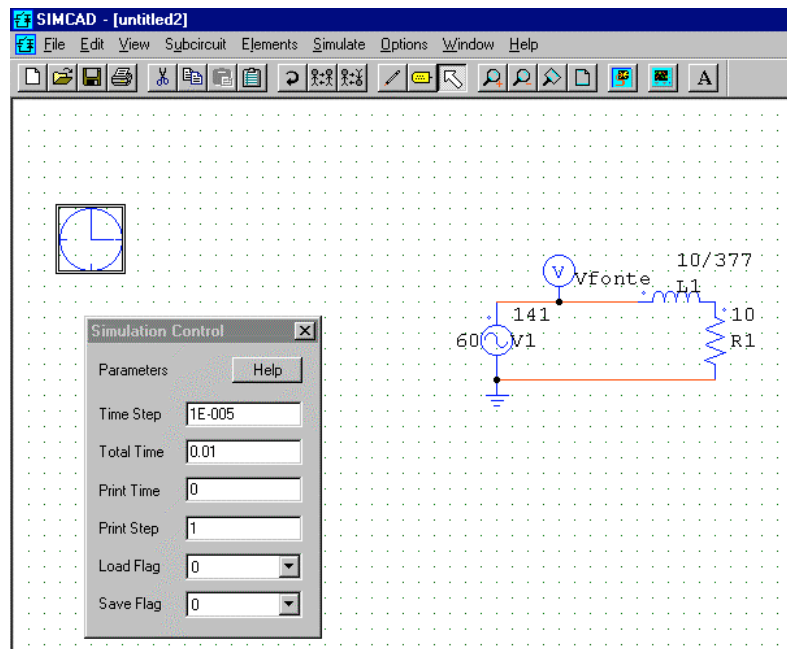 SIMCAD - [untitled2]
File Edit View Subcircuit Elements Simulate Options Window Help
A
V
Vfonte
10/377
L1
141
60
V1
10
R1
Simulation Control
Parameters
Help
Time Step 1E-005
Total Time 0.01
Print Time 0
Print Step 1
Load Flag 0
Save Flag 0